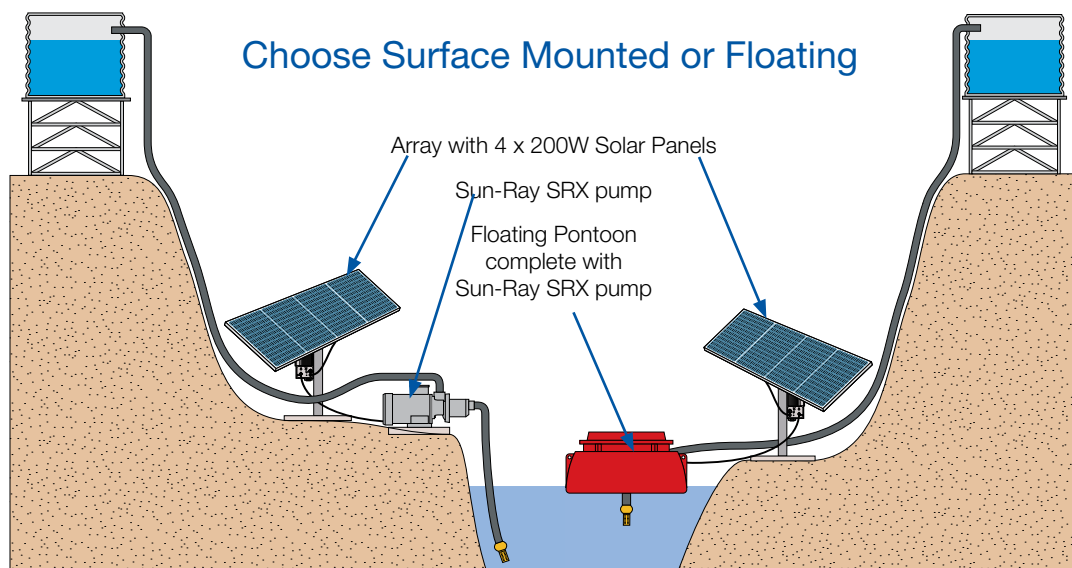 Choose Surface Mounted or Floating
Array with 4 x 200W Solar Panels
Sun-Ray SRX pump
Floating Pontoon
complete with
Sun-Ray SRX pump